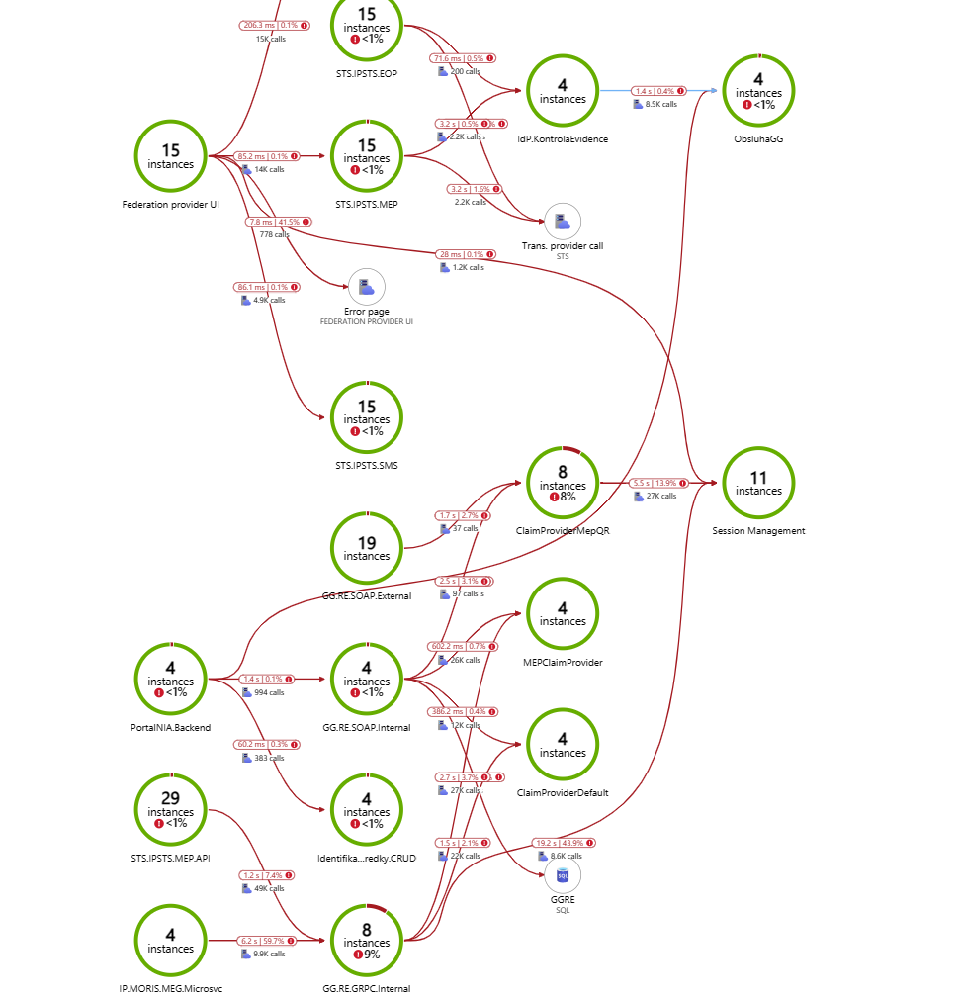 206.3 ms | 0.1%
15K calls
15
instances
<1%
STS.IPSTS.EOP
71.6 ms | 0.5%
200 calls
4
instances
IdP.KontrolaEvidence
1.4 s | 0.4%
8.5K calls
4
instances
<1%
ObsluhaGG
15
instances
Federation provider UI
85.2 ms | 0.1%
14K calls
15
instances
<1%
STS.IPSTS.MEP
3.2 s | 0.5%
2.2K calls
3.2 s | 1.6%
2.2K calls
Trans. provider call
STS
7.8 ms | 41.5%
778 calls
28 ms | 0.1%
1.2K calls
86.1 ms | 0.1%
4.9K calls
Error page
FEDERATION PROVIDER UI
15
instances
<1%
STS.IPSTS.SMS
8
instances
8%
ClaimProviderMepQR
5.5 s | 13.9%
27K calls
11
instances
Session Management
1.7 s | 2.7%
37 calls
19
instances
GG.RE.SOAP.External
2.5 s | 3.1%
97 calls
4
instances
MEPClaimProvider
602.2 ms | 0.7%
26K calls
4
instances
<1%
PortalNIA.Backend
1.4 s | 0.1%
994 calls
4
instances
<1%
GG.RE.SOAP.Internal
386.2 ms | 0.4%
12K calls
4
instances
ClaimProviderDefault
60.2 ms | 0.3%
383 calls
2.7 s | 3.7%
27K calls
29
instances
<1%
STS.IPSTS.MEP.API
4
instances
<1%
Identifika...redky.CRUD
1.5 s | 2.1%
22K calls
19.2 s | 43.9%
8.6K calls
SQL
GGRE
SQL
1.2 s | 7.4%
49K calls
4
instances
IP.MORIS.MEG.Microsvc
6.2 s | 59.7%
9.9K calls
8
instances
9%
GG.RE.GRPC.Internal